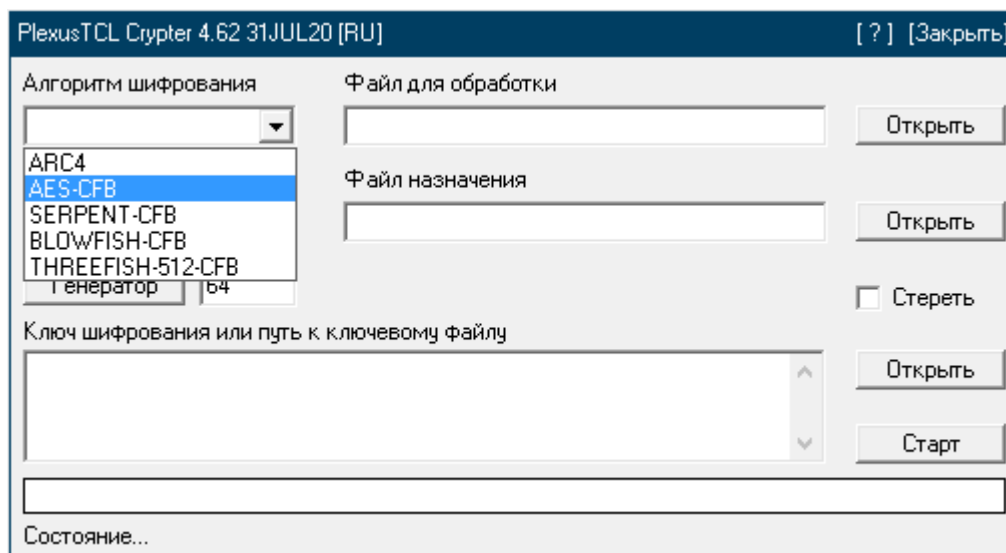 PlexusTCL Crypter 4.62 31JUL20 [RU] [ ? ] [Закрыть]
Алгоритм шифрования
Файл для обработки
Открыть
ARC4
AES-CFB
SERPENT-CFB
BLOWFISH-CFB
THREEFISH-512-CFB
Файл назначения
Открыть
Генератор
64
Стереть
Ключ шифрования или путь к ключевому файлу
Открыть
Старт
Состояние...